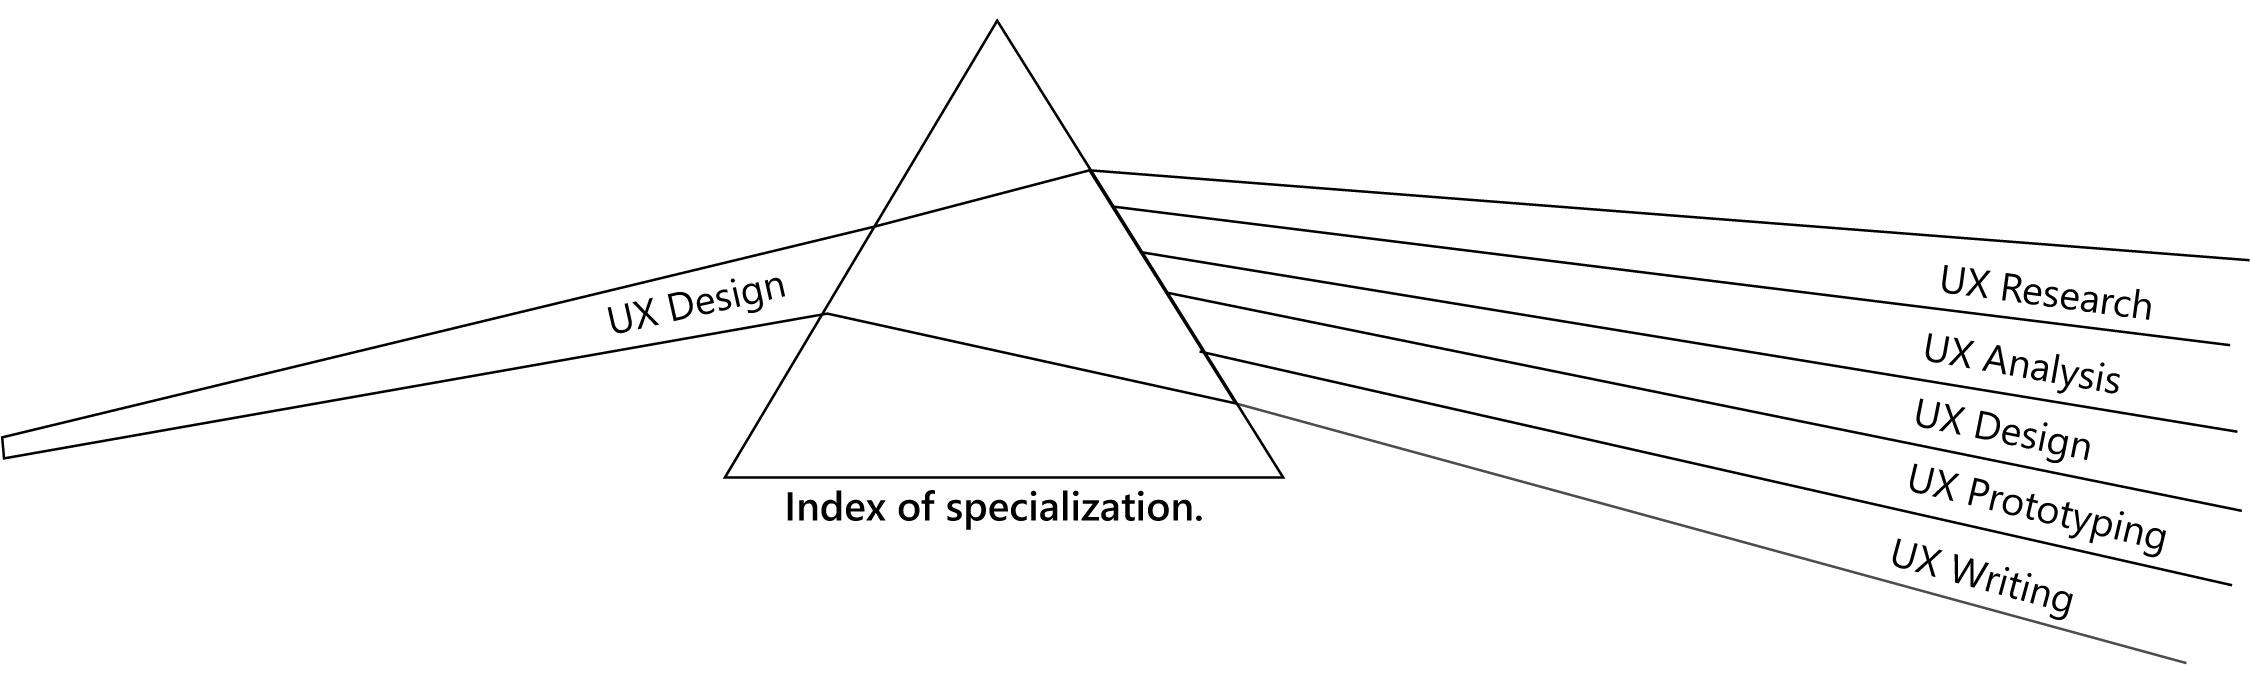 UX Design
Index of specialization.
UX Research
UX Analysis
UX Design
UX Prototyping
UX Writing